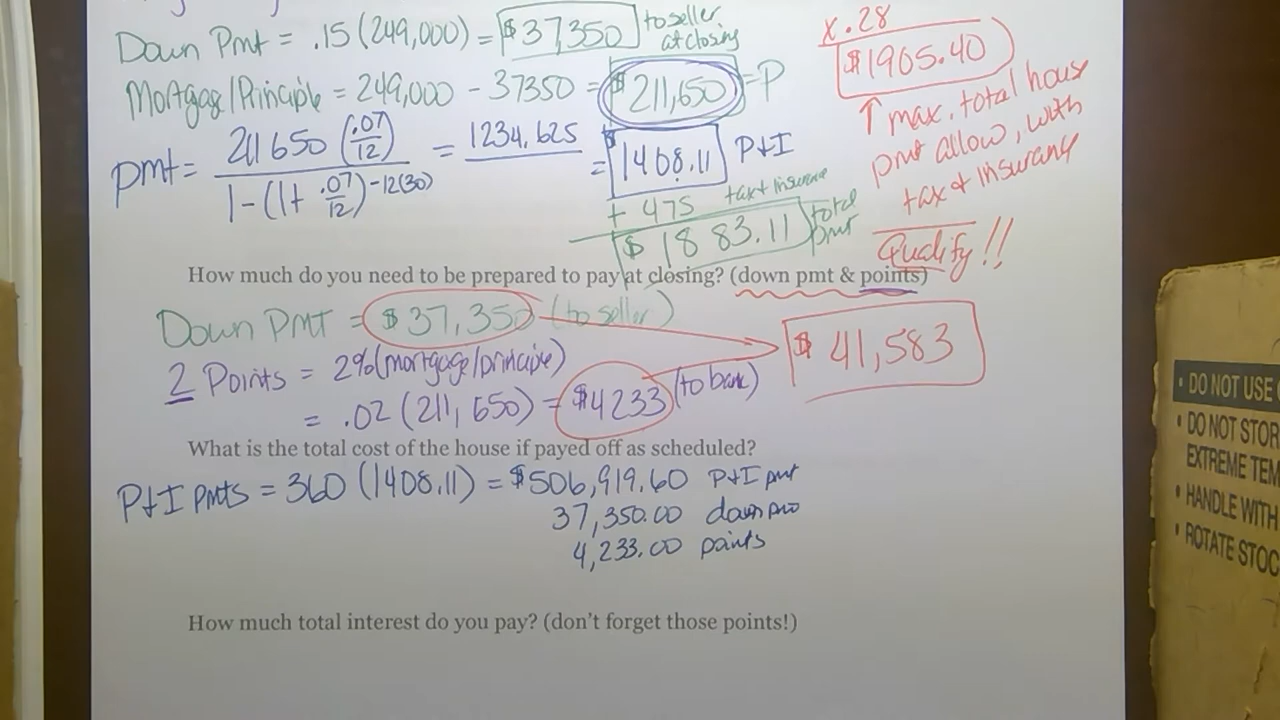 Down Pmt = .15 (249,000) = $37,350 to seller at closing
x .28
$1905.40
Mortgage/Principle = 249,000 - 37350 = $211,650 = P
↑ max. total house pmt allow, with tax & insurance
pmt = 211650 (.07/12) / 1-(1+ .07/12)^-12(30) = 1234.625 = $1408.11 P+I
+ 475 tax + insurance
$1883.11 total pmt
Qualify!!
How much do you need to be prepared to pay at closing? (down pmt & points)
Down PMT = $37,350 (to seller)
$41,583
2 Points = 2% (mortgage/principle)
= .02 (211,650) = $4233 (to bank)
What is the total cost of the house if payed off as scheduled?
P+I pmts = 360 (1408.11) = $506,919.60 P+I pmt
37,350.00 down pmt
4,233.00 points
How much total interest do you pay? (don't forget those points!)
• DO NOT USE
• DO NOT STOR
EXTREME TEM
• HANDLE WITH
• ROTATE STOC